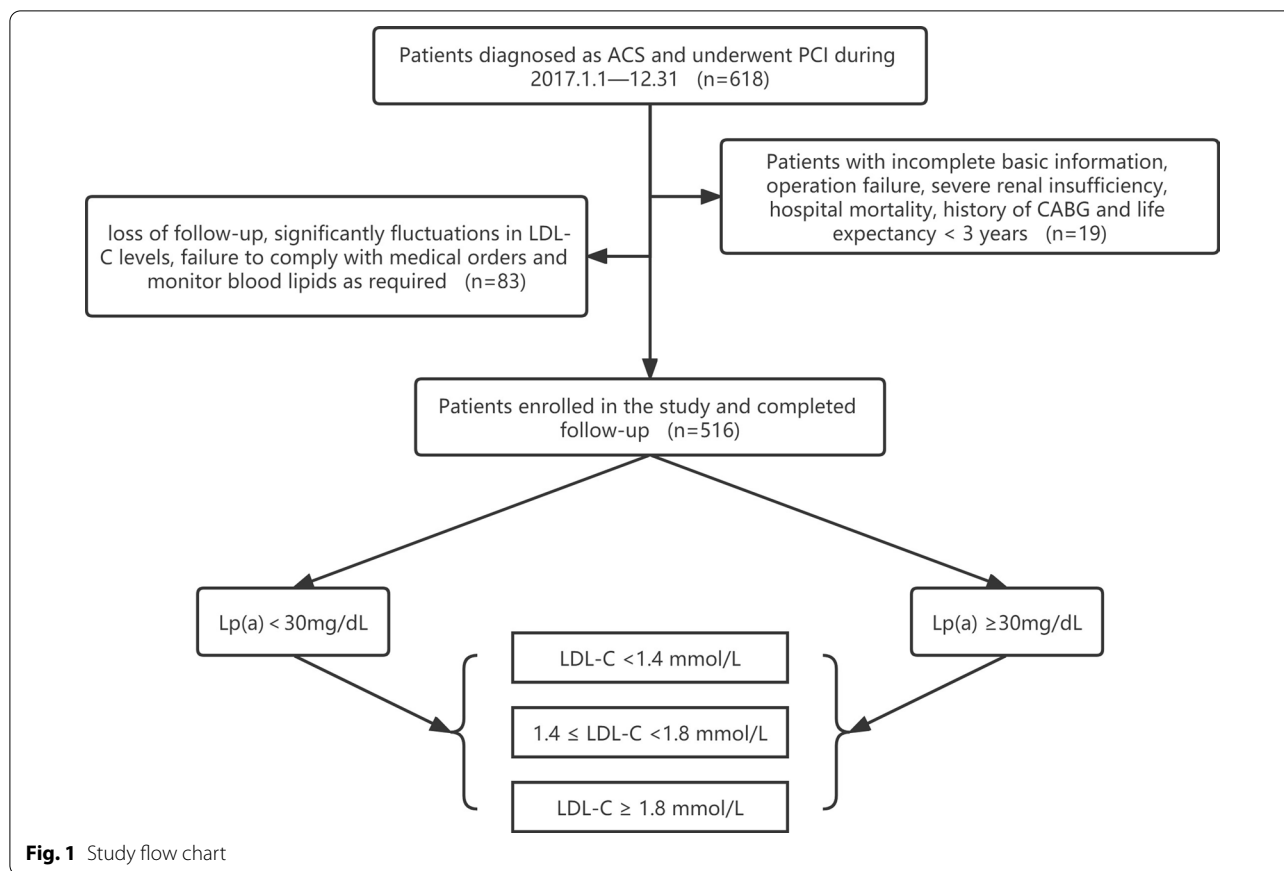 Patients diagnosed as ACS and underwent PCI during
2017.1.1—12.31 (n=618)
Patients with incomplete basic information,
operation failure, severe renal insufficiency,
hospital mortality, history of CABG and life
expectancy < 3 years (n=19)
loss of follow-up, significantly fluctuations in LDL-
C levels, failure to comply with medical orders and
monitor blood lipids as required (n=83)
Patients enrolled in the study and completed
follow-up (n=516)
Lp(a) < 30mg/dL
Lp(a) ≥30mg/dL
LDL-C <1.4 mmol/L
1.4 ≤ LDL-C <1.8 mmol/L
LDL-C ≥ 1.8 mmol/L
Fig. 1 Study flow chart